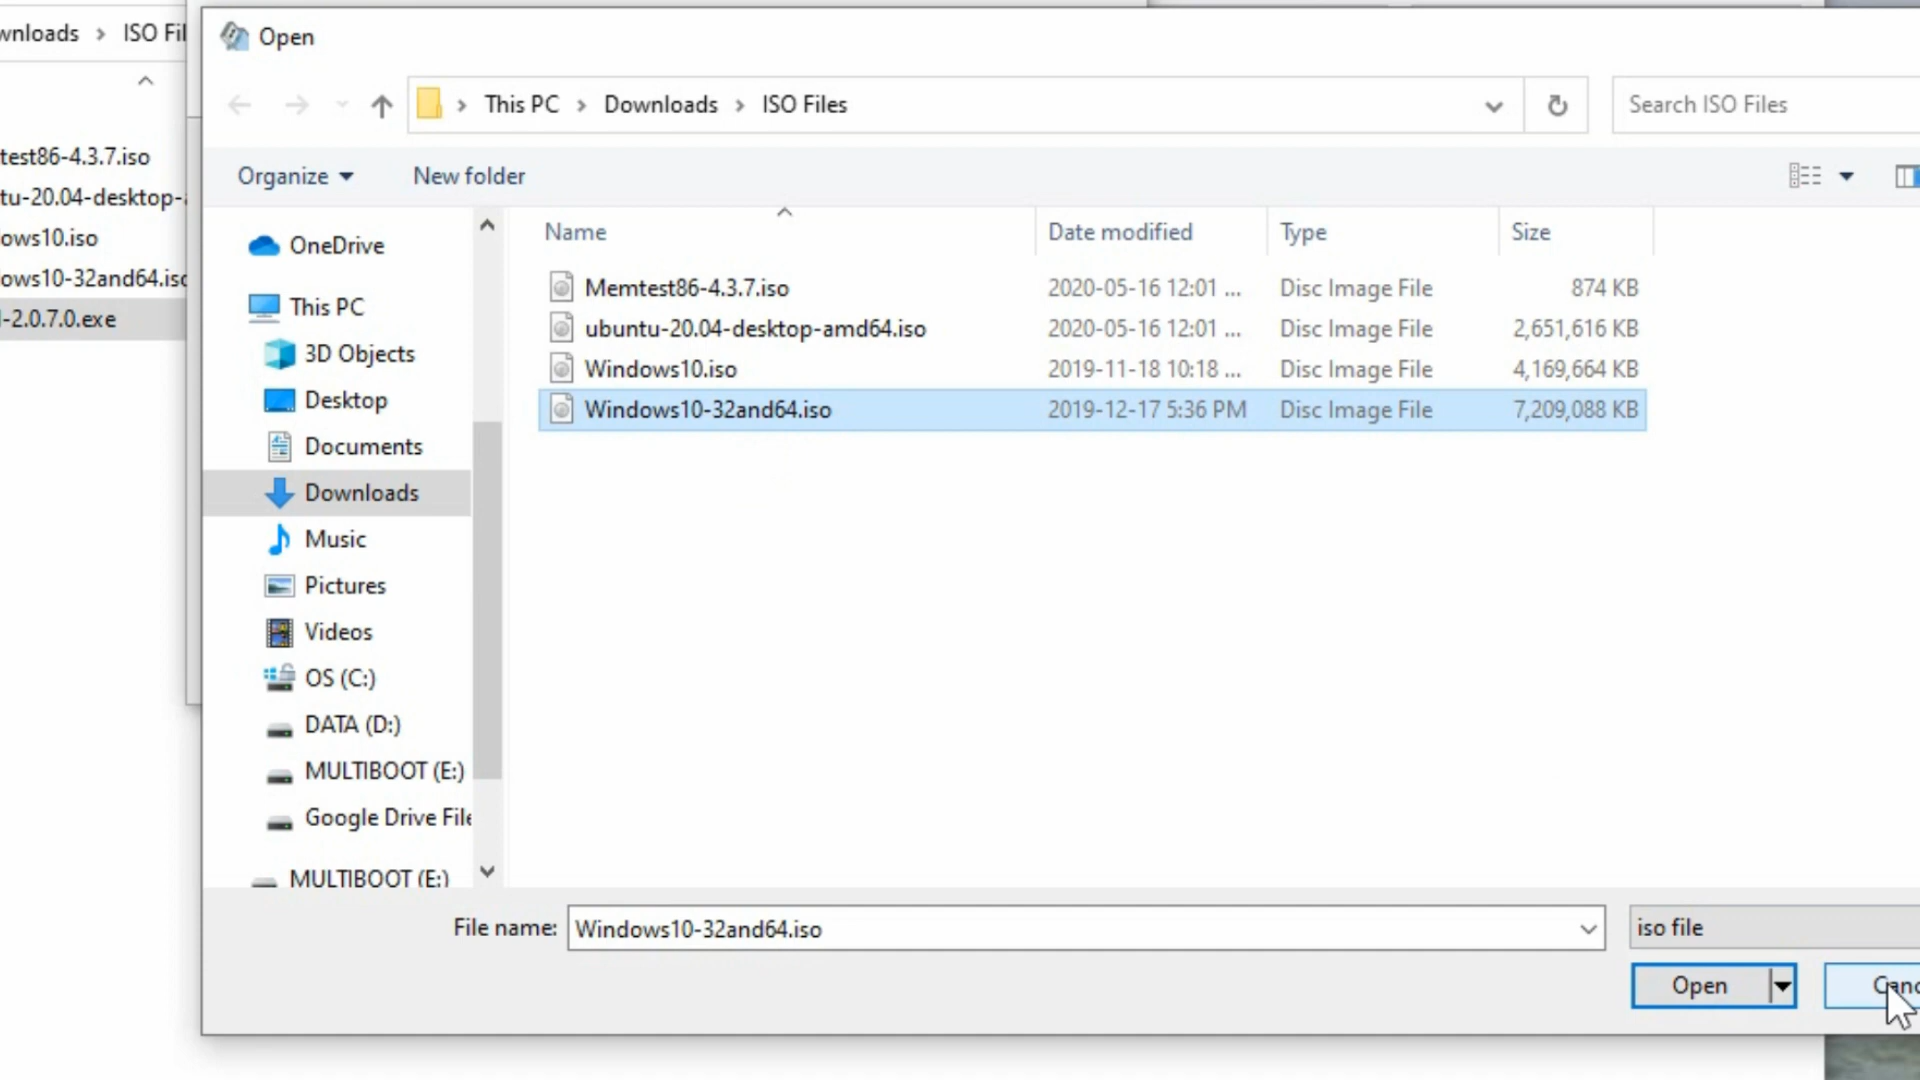 wnloads > ISO Fil
test86-4.3.7.iso
tu-20.04-desktop-
ows10.iso
ows10-32and64.iso
-2.0.7.0.exe
Open
This PC > Downloads > ISO Files
Search ISO Files
Organize
New folder
OneDrive
This PC
3D Objects
Desktop
Documents
Downloads
Music
Pictures
Videos
OS (C:)
DATA (D:)
MULTIBOOT (E:)
Google Drive File
MULTIBOOT (E:)
Name Date modified Type Size
Memtest86-4.3.7.iso 2020-05-16 12:01 ... Disc Image File 874 KB
ubuntu-20.04-desktop-amd64.iso 2020-05-16 12:01 ... Disc Image File 2,651,616 KB
Windows10.iso 2019-11-18 10:18 ... Disc Image File 4,169,664 KB
Windows10-32and64.iso 2019-12-17 5:36 PM Disc Image File 7,209,088 KB
File name: Windows10-32and64.iso
iso file
Open
Canc